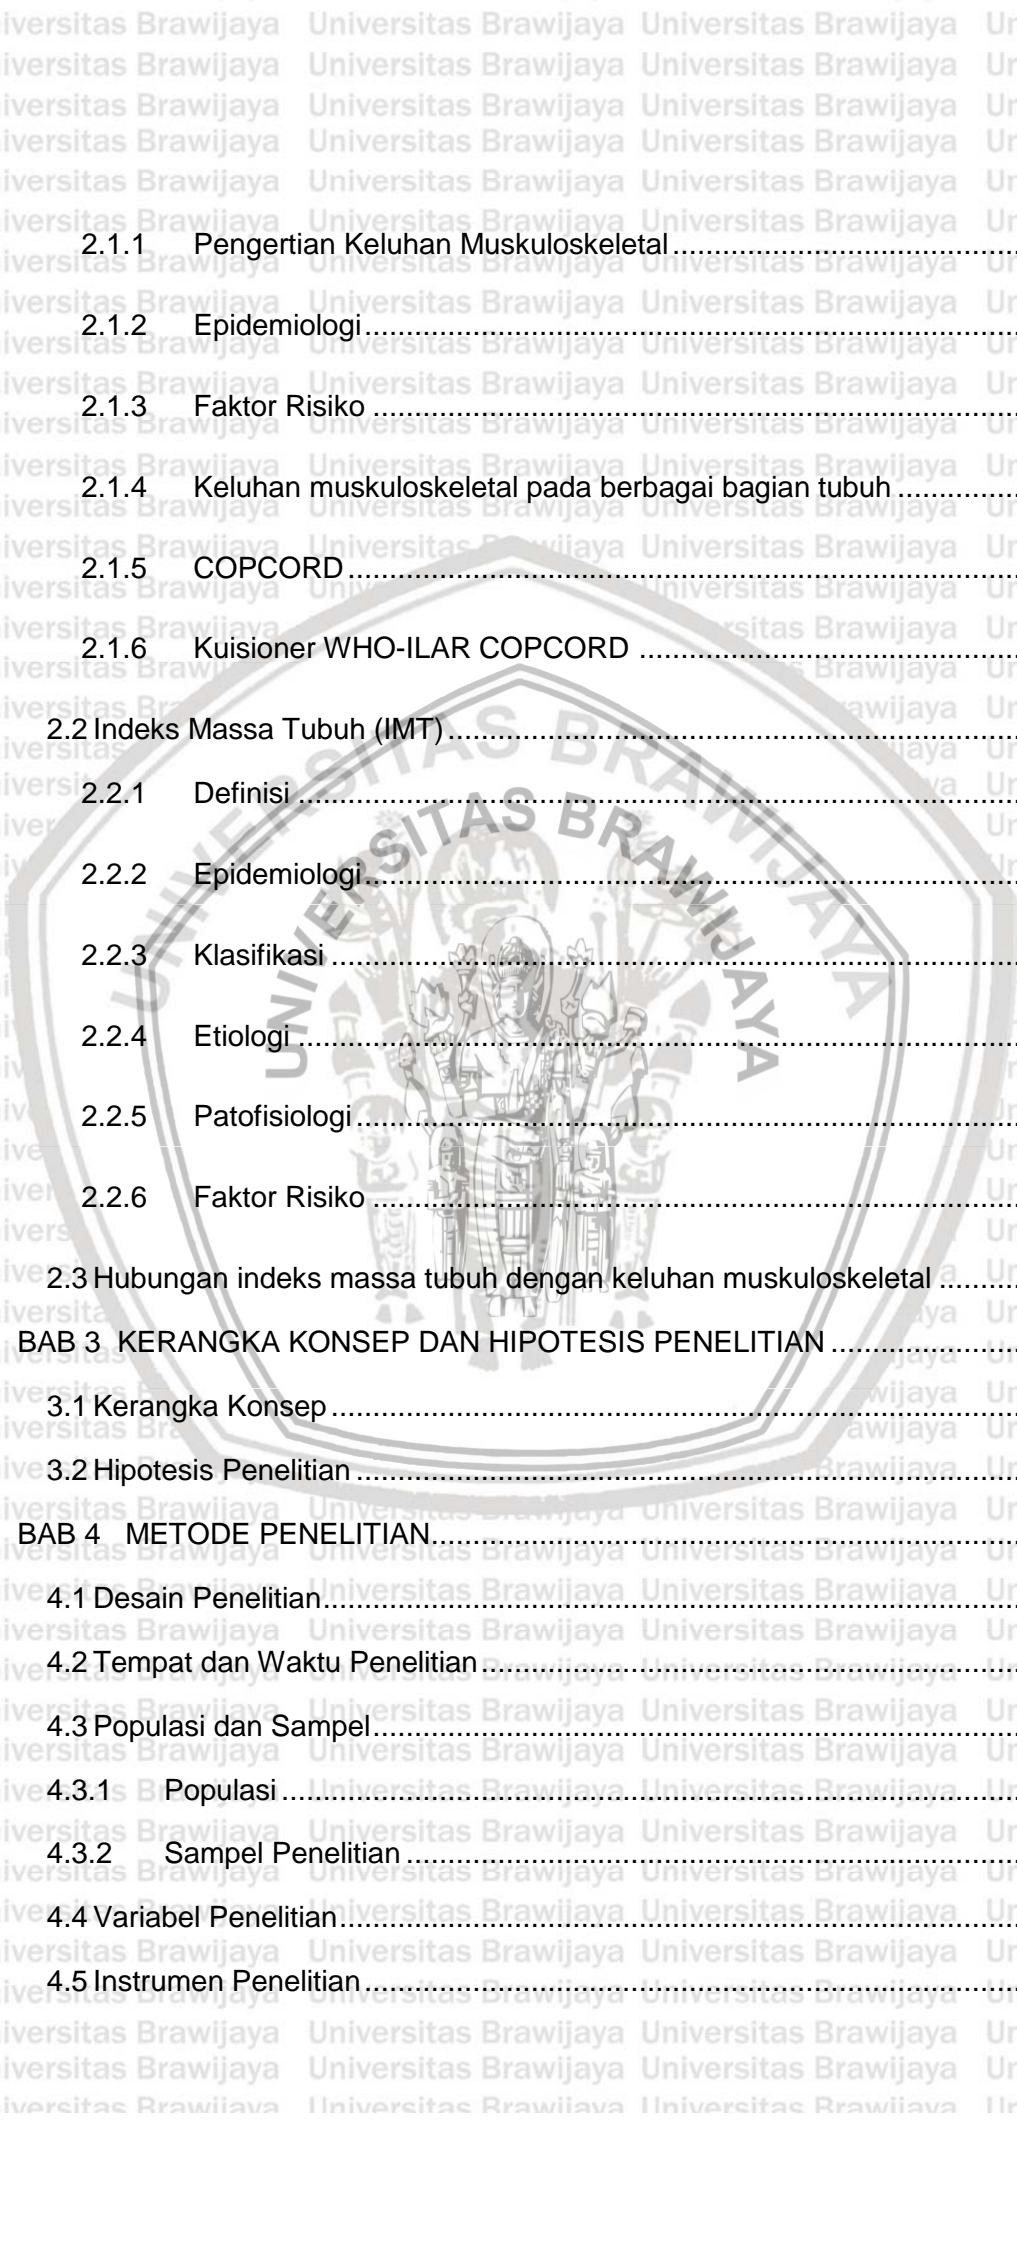 2.1.1 Pengertian Keluhan Muskuloskeletal
2.1.2 Epidemiologi
2.1.3 Faktor Risiko
2.1.4 Keluhan muskuloskeletal pada berbagai bagian tubuh
2.1.5 COPCORD
2.1.6 Kuisioner WHO-ILAR COPCORD
2.2 Indeks Massa Tubuh (IMT)
2.2.1 Definisi
2.2.2 Epidemiologi
2.2.3 Klasifikasi
2.2.4 Etiologi
2.2.5 Patofisiologi
2.2.6 Faktor Risiko
2.3 Hubungan indeks massa tubuh dengan keluhan muskuloskeletal
BAB 3 KERANGKA KONSEP DAN HIPOTESIS PENELITIAN
3.1 Kerangka Konsep
3.2 Hipotesis Penelitian
BAB 4 METODE PENELITIAN
4.1 Desain Penelitian
4.2 Tempat dan Waktu Penelitian
4.3 Populasi dan Sampel
4.3.1 Populasi
4.3.2 Sampel Penelitian
4.4 Variabel Penelitian
4.5 Instrumen Penelitian
UNIVERSITAS BRAWIJAYA